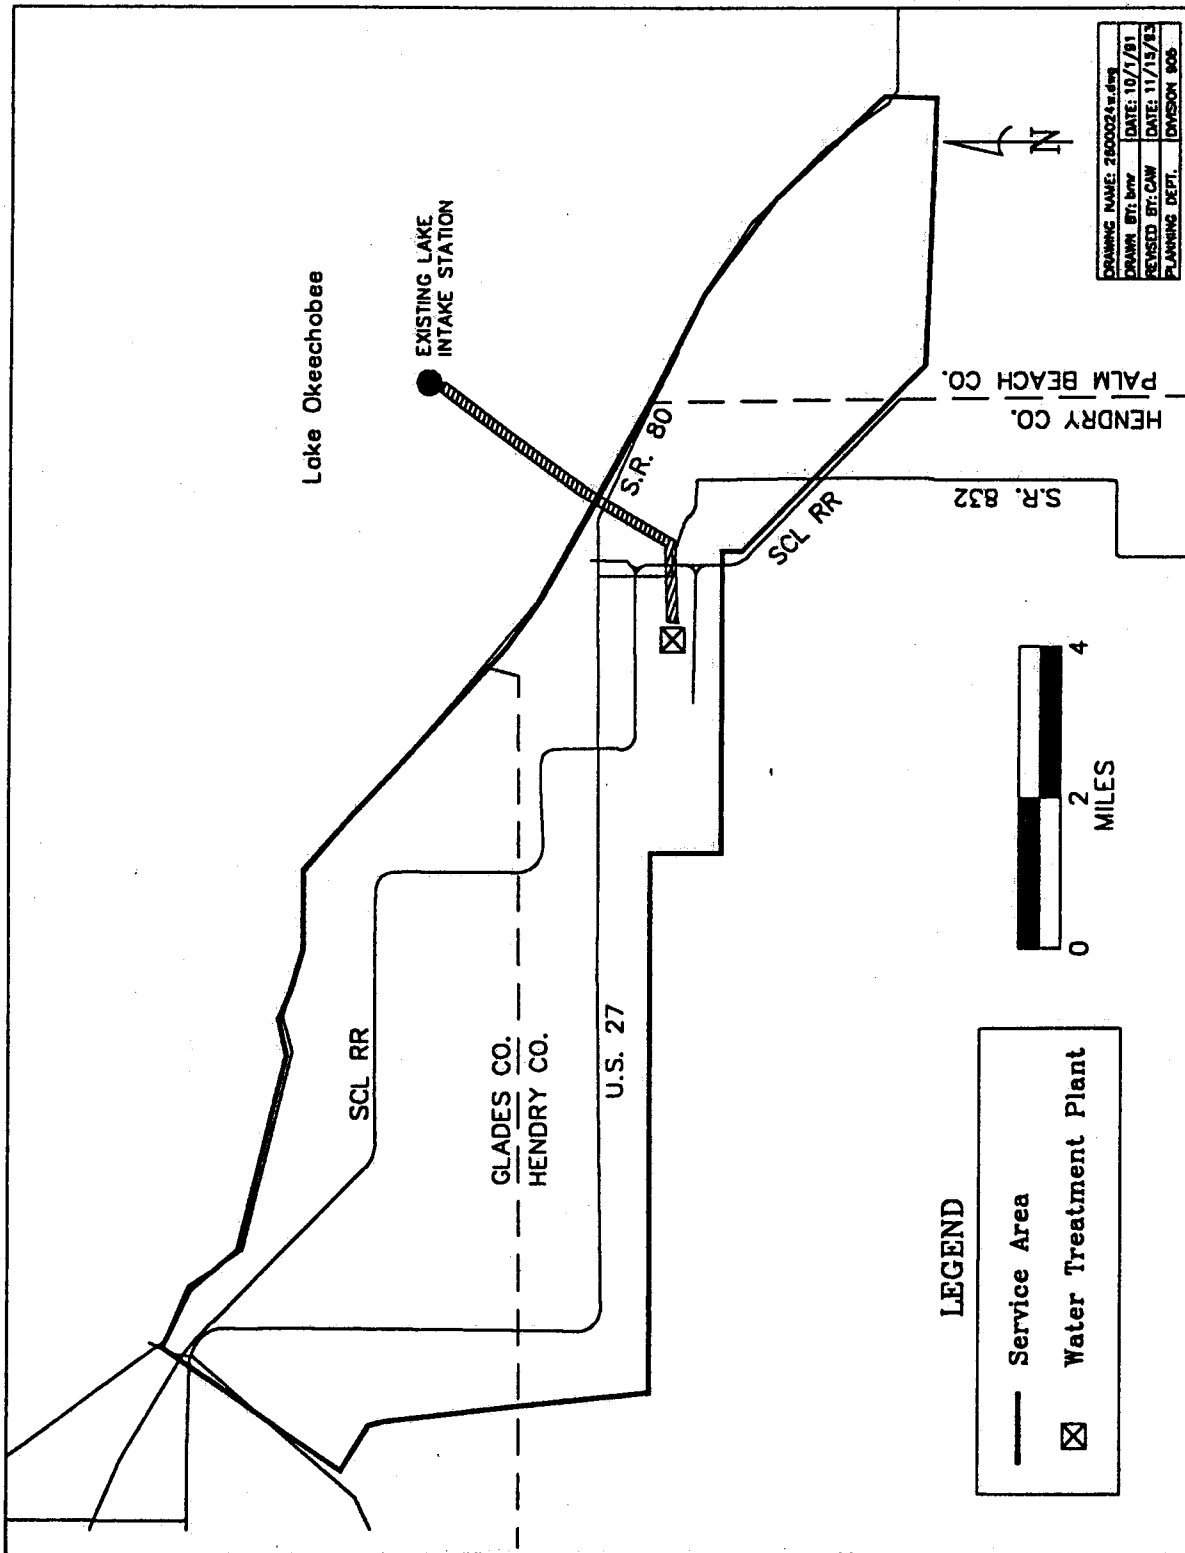 Lake Okeechobee
EXISTING LAKE
INTAKE STATION
S.R. 80
SCL RR
HENDRY CO.
PALM BEACH CO.
S.R. 832
SCL RR
GLADES CO.
HENDRY CO.
U.S. 27
N
0 2 4
MILES
LEGEND
Service Area
Water Treatment Plant
DRAWING NAME: 2600024w.dwg
DRAWN BY: bmr DATE: 10/1/91
REVISED BY: CAW DATE: 11/15/93
PLANNING DEPT. DIVISION 906